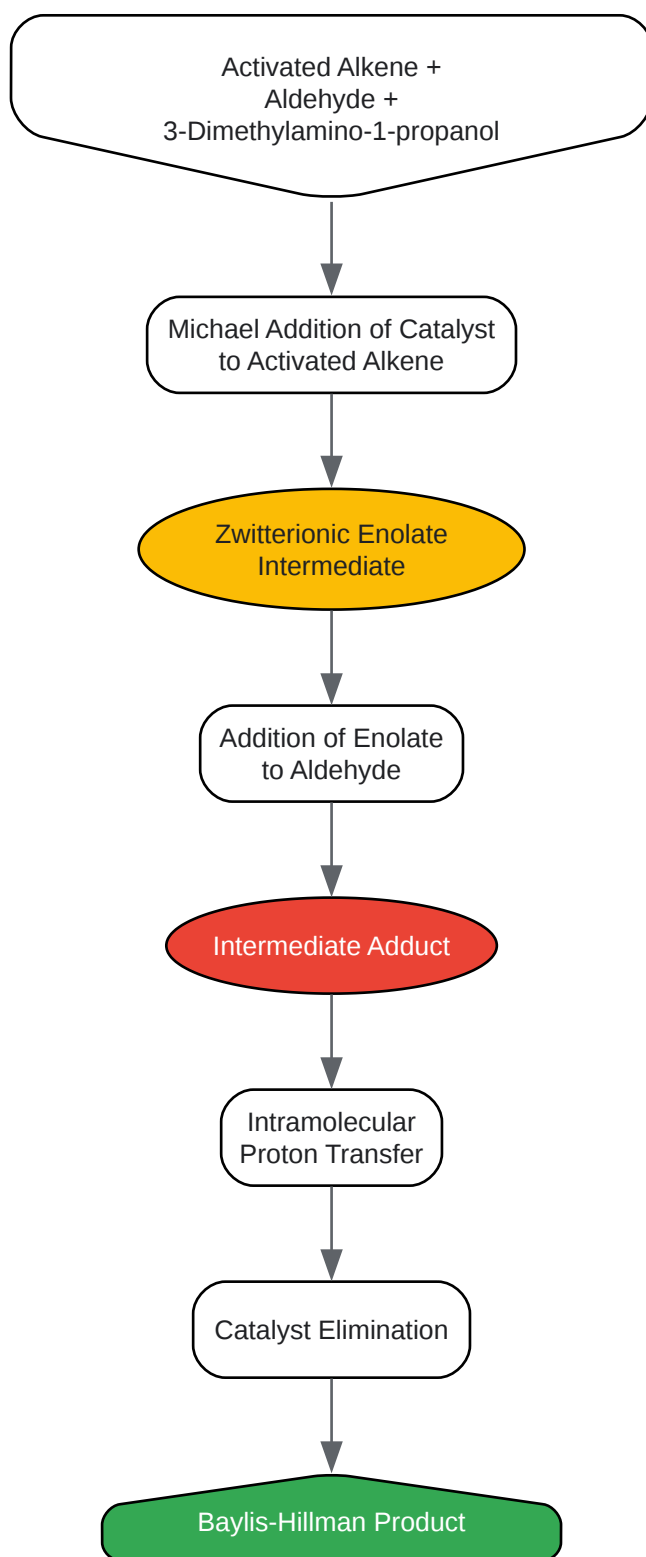 Activated Alkene +
Aldehyde +
3-Dimethylamino-1-propanol
Michael Addition of Catalyst
to Activated Alkene
Zwitterionic Enolate
Intermediate
Addition of Enolate
to Aldehyde
Intermediate Adduct
Intramolecular
Proton Transfer
Catalyst Elimination
Baylis-Hillman Product